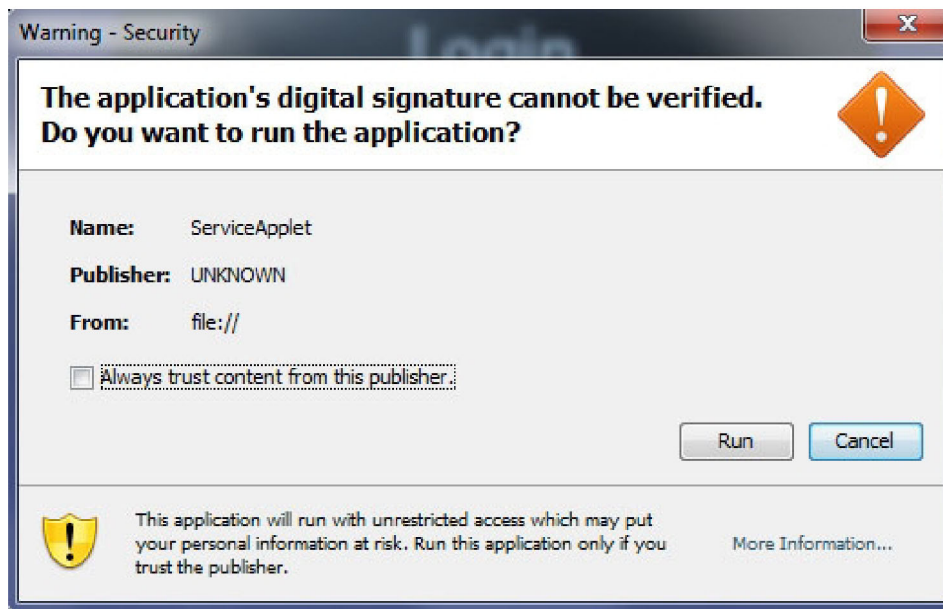 Login
Warning - Security
X
The application's digital signature cannot be verified.
Do you want to run the application?
Name: ServiceApplet
Publisher: UNKNOWN
From: file://
Always trust content from this publisher.
Run Cancel
This application will run with unrestricted access which may put
your personal information at risk. Run this application only if you
trust the publisher.
More Information...